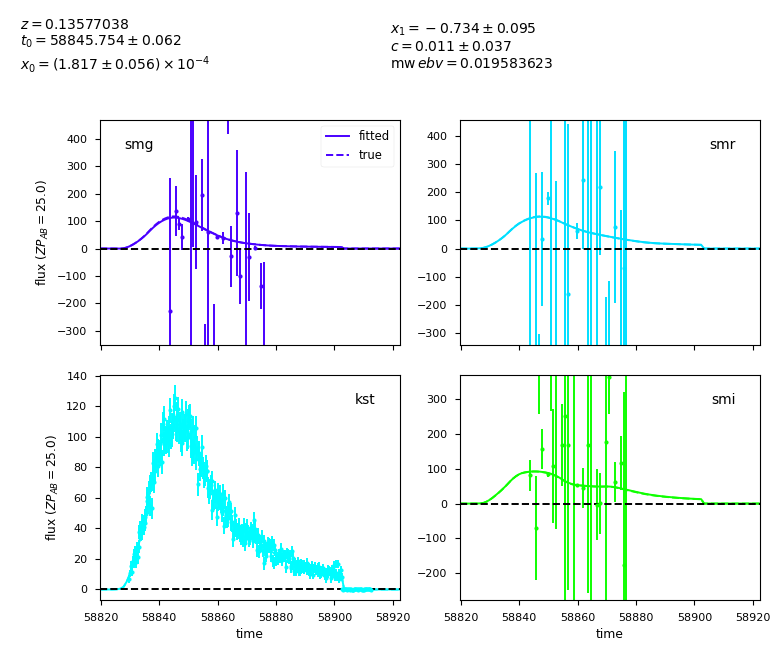 z = 0.13577038
t₀ = 58845.754 ± 0.062
x₀ = (1.817 ± 0.056) × 10⁻⁴
x₁ = −0.734 ± 0.095
c = 0.011 ± 0.037
mw ebv = 0.019583623
smg
fitted
true
400
300
200
100
0
−100
−200
−300
flux (ZP_AB = 25.0)
smr
400
300
200
100
0
−100
−200
−300
kst
140
120
100
80
60
40
20
0
flux (ZP_AB = 25.0)
58820 58840 58860 58880 58900 58920
time
smi
300
200
100
0
−100
−200
58820 58840 58860 58880 58900 58920
time